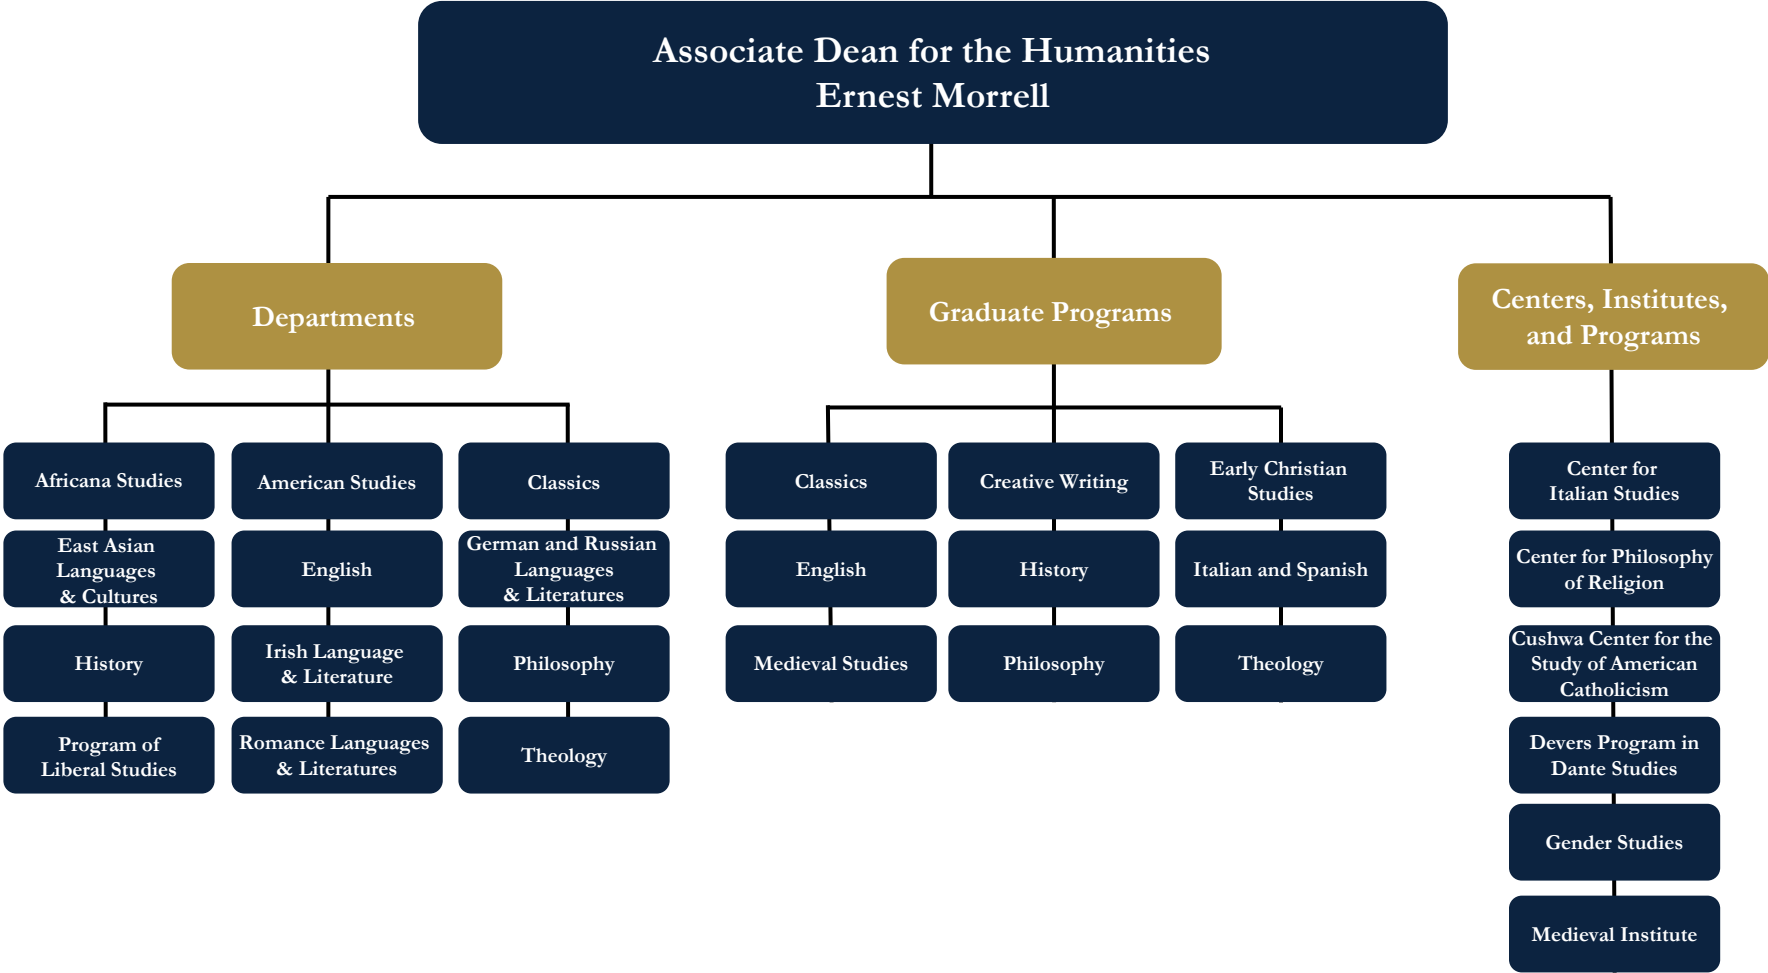 Associate Dean for the Humanities
Ernest Morrell
Departments
Graduate Programs
Centers, Institutes,
and Programs
Africana Studies
American Studies
Classics
East Asian
Languages
& Cultures
English
German and Russian
Languages
& Literatures
History
Irish Language
& Literature
Philosophy
Program of
Liberal Studies
Romance Languages
& Literatures
Theology
Classics
Creative Writing
Early Christian
Studies
English
History
Italian and Spanish
Medieval Studies
Philosophy
Theology
Center for
Italian Studies
Center for Philosophy
of Religion
Cushwa Center for the
Study of American
Catholicism
Devers Program in
Dante Studies
Gender Studies
Medieval Institute